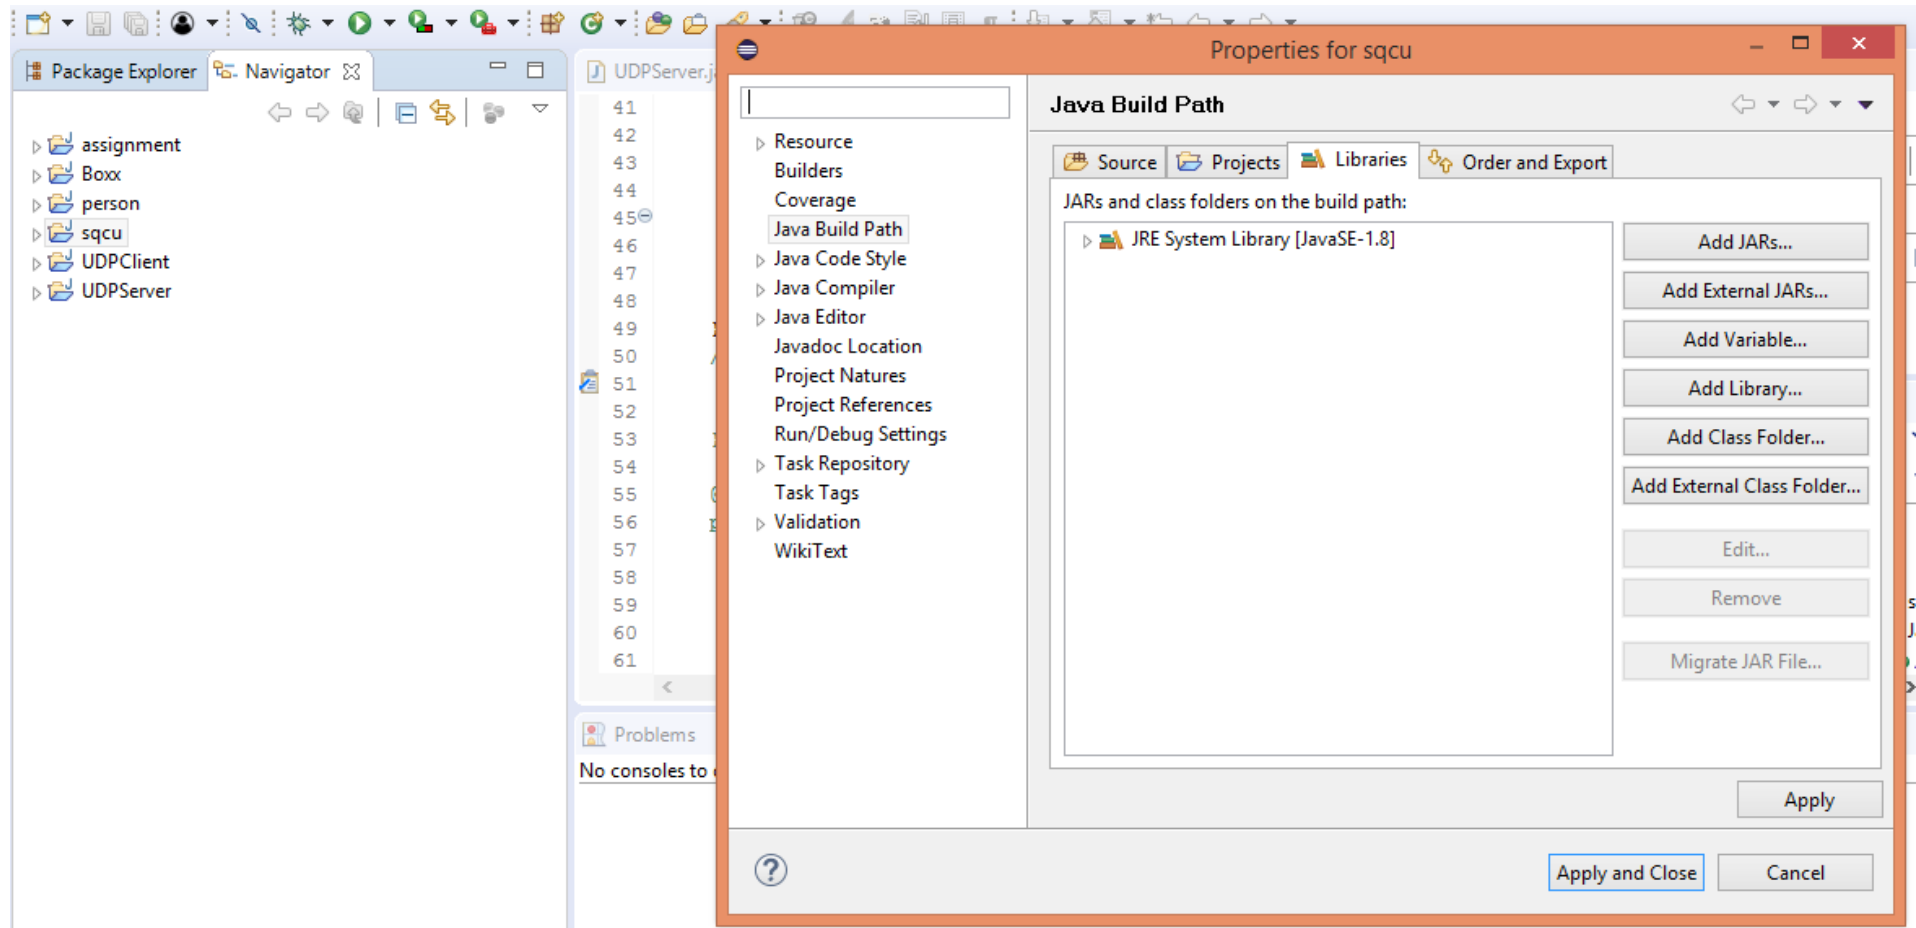 Properties for sqcu
Package Explorer
Navigator
assignment
Boxx
person
sqcu
UDPClient
UDPServer
41
42
43
44
45
46
47
48
49
50
51
52
53
54
55
56
57
58
59
60
61
Problems
Resource
Builders
Coverage
Java Build Path
Java Code Style
Java Compiler
Java Editor
Javadoc Location
Project Natures
Project References
Run/Debug Settings
Task Repository
Task Tags
Validation
WikiText
Java Build Path
Source
Projects
Libraries
Order and Export
JARs and class folders on the build path:
JRE System Library [JavaSE-1.8]
Add JARs...
Add External JARs...
Add Variable...
Add Library...
Add Class Folder...
Add External Class Folder...
Edit...
Remove
Migrate JAR File...
Apply
Apply and Close
Cancel
No consoles to